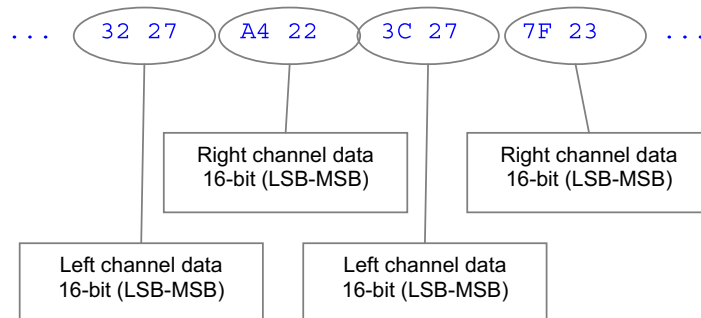 ... 32 27 A4 22 3C 27 7F 23 ...
Right channel data
16-bit (LSB-MSB)
Right channel data
16-bit (LSB-MSB)
Left channel data
16-bit (LSB-MSB)
Left channel data
16-bit (LSB-MSB)